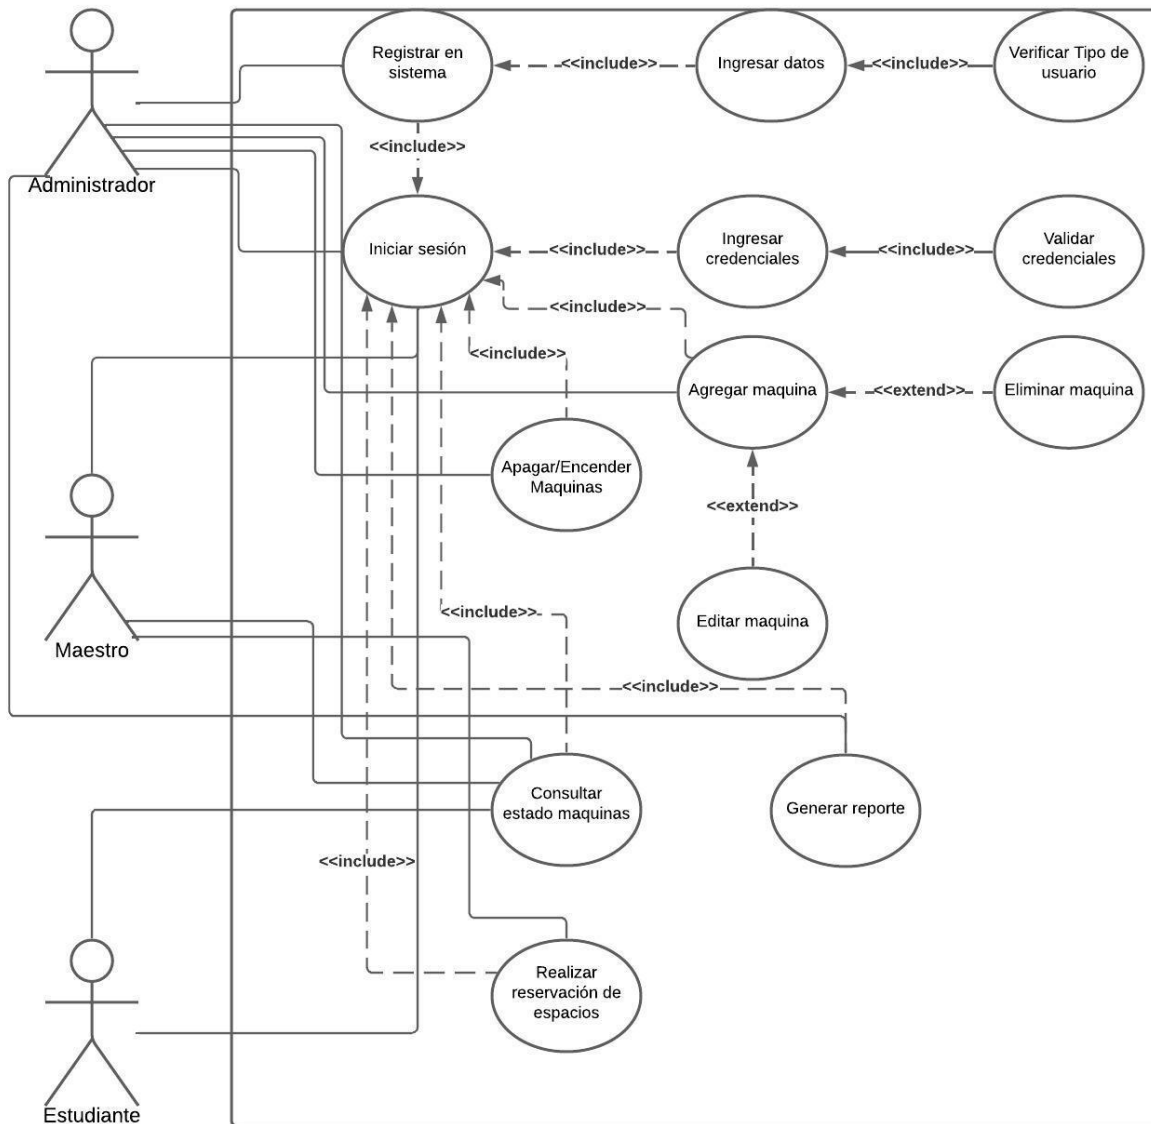 Registrar en
sistema
<<include>>
Ingresar datos
<<include>>
Verificar Tipo de
usuario
<<include>>
Administrador
Iniciar sesión
<<include>>
Ingresar
credenciales
<<include>>
Validar
credenciales
<<include>>
<<include>>
Agregar maquina
<<extend>>
Eliminar maquina
Apagar/Encender
Maquinas
<<extend>>
<<include>>
Editar maquina
Maestro
<<include>>
Consultar
estado maquinas
Generar reporte
<<include>>
Realizar
reservación de
espacios
Estudiante